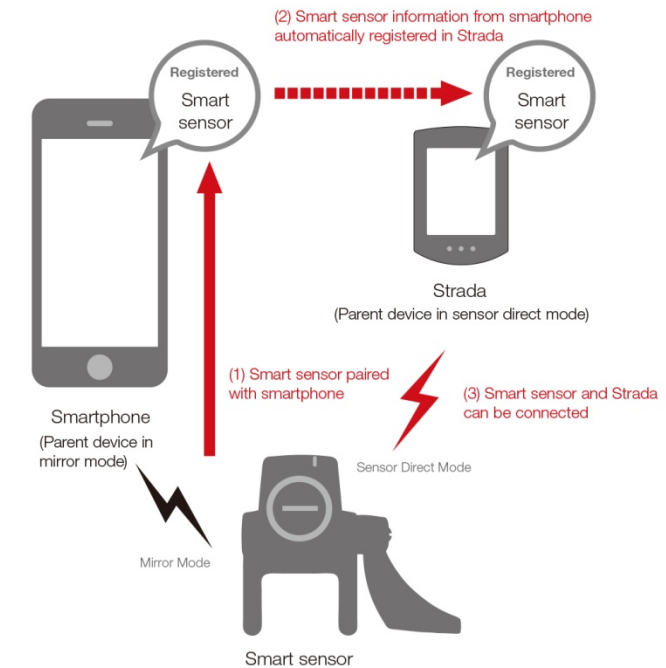 (2) Smart sensor information from smartphone
automatically registered in Strada
Registered
Smart
sensor
Registered
Smart
sensor
Strada
(Parent device in sensor direct mode)
(1) Smart sensor paired
with smartphone
(3) Smart sensor and Strada
can be connected
Smartphone
(Parent device in
mirror mode)
Sensor Direct Mode
Mirror Mode
Smart sensor